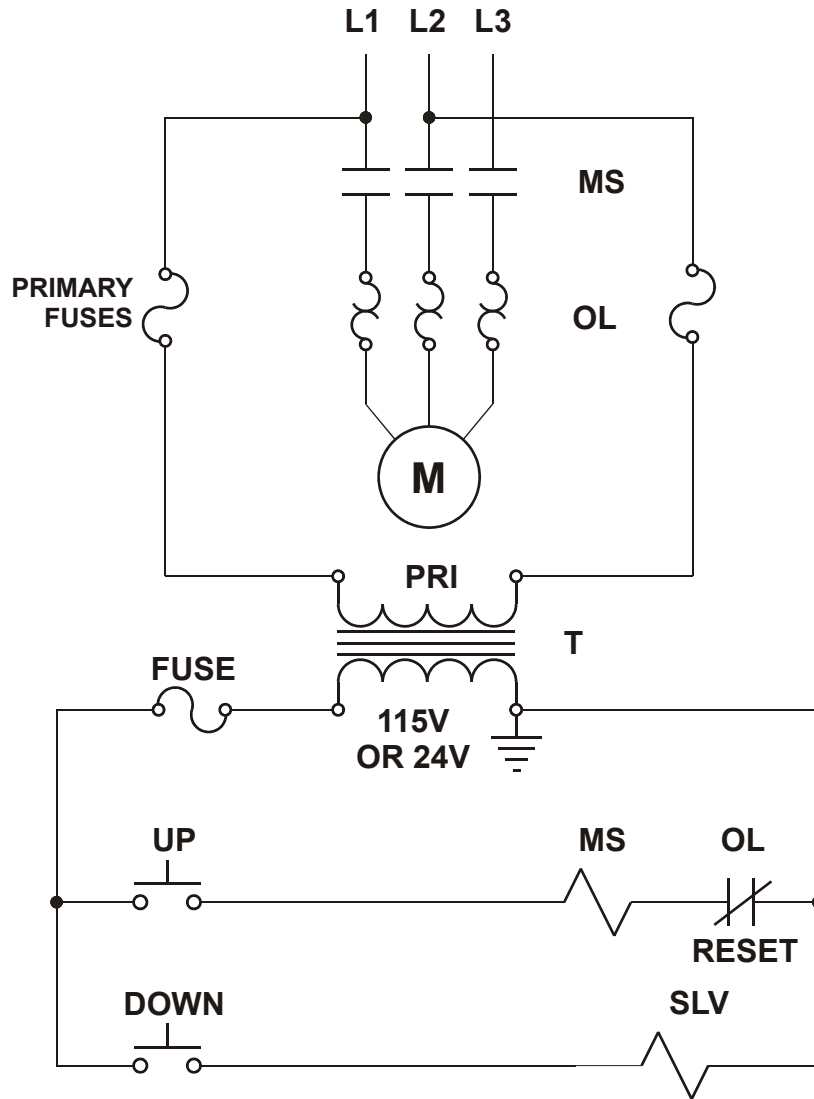 L1 L2 L3
MS
PRIMARY
FUSES
OL
M
PRI
T
FUSE
115V
OR 24V
UP
MS
OL
RESET
DOWN
SLV